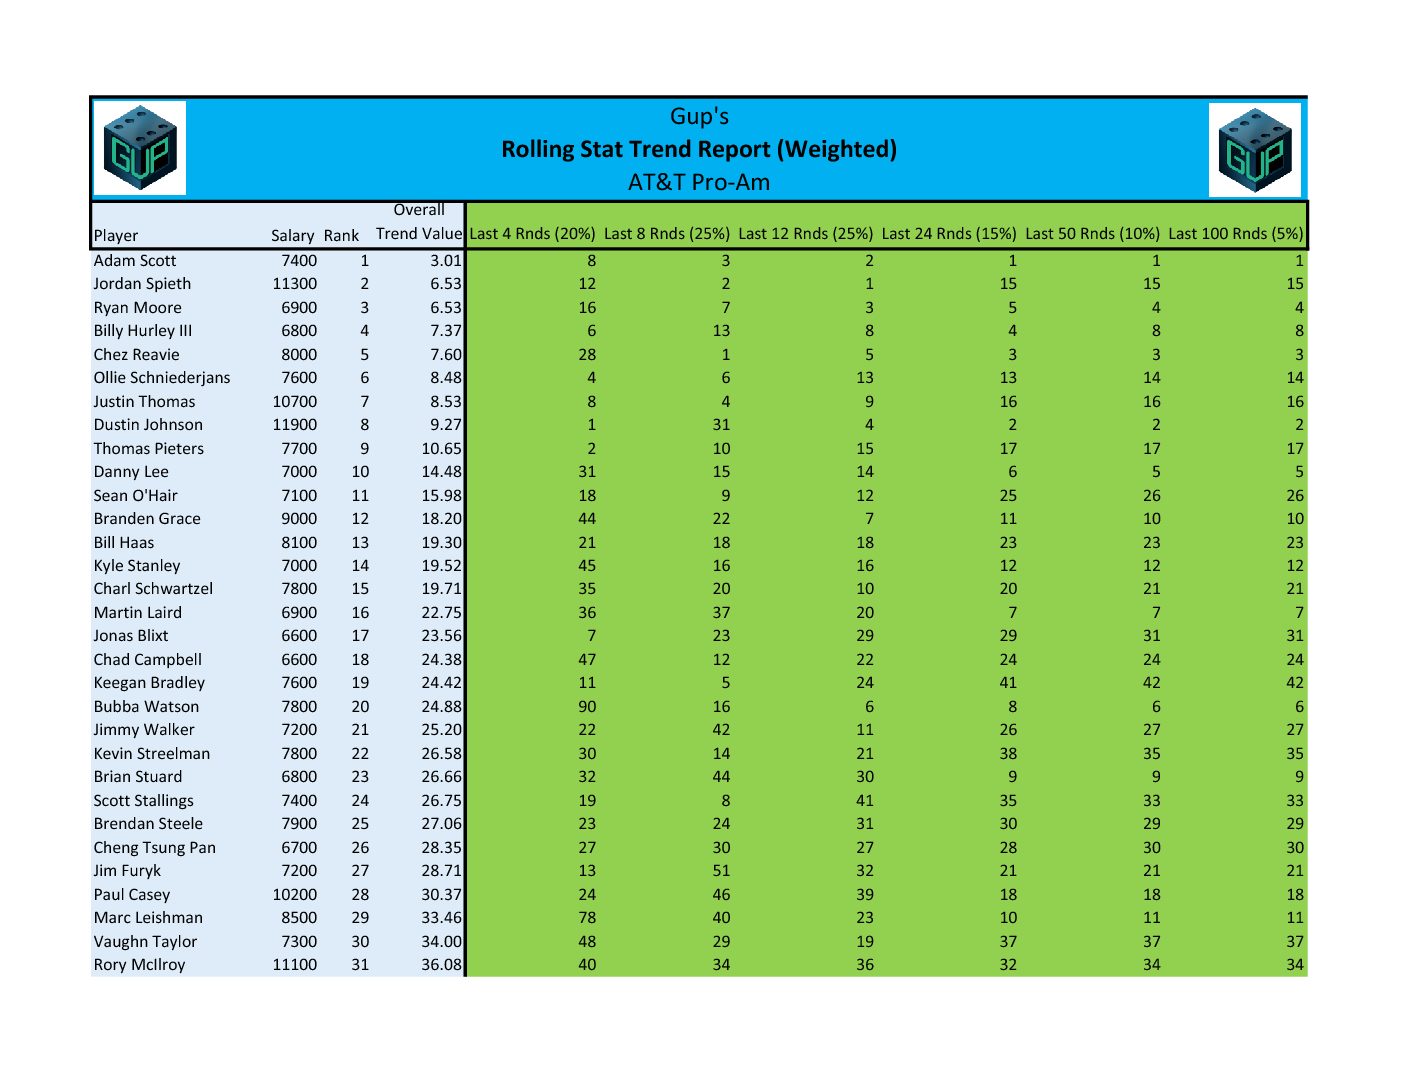 Gup's
Rolling Stat Trend Report (Weighted)
AT&T Pro-Am
GUP
GUP
Player Salary Rank Overall Trend Value Last 4 Rnds (20%) Last 8 Rnds (25%) Last 12 Rnds (25%) Last 24 Rnds (15%) Last 50 Rnds (10%) Last 100 Rnds (5%)
Adam Scott 7400 1 3.01 8 3 2 1 1 1
Jordan Spieth 11300 2 6.53 12 2 1 15 15 15
Ryan Moore 6900 3 6.53 16 7 3 5 4 4
Billy Hurley III 6800 4 7.37 6 13 8 4 8 8
Chez Reavie 8000 5 7.60 28 1 5 3 3 3
Ollie Schniederjans 7600 6 8.48 4 6 13 13 14 14
Justin Thomas 10700 7 8.53 8 4 9 16 16 16
Dustin Johnson 11900 8 9.27 1 31 4 2 2 2
Thomas Pieters 7700 9 10.65 2 10 15 17 17 17
Danny Lee 7000 10 14.48 31 15 14 6 5 5
Sean O'Hair 7100 11 15.98 18 9 12 25 26 26
Branden Grace 9000 12 18.20 44 22 7 11 10 10
Bill Haas 8100 13 19.30 21 18 18 23 23 23
Kyle Stanley 7000 14 19.52 45 16 16 12 12 12
Charl Schwartzel 7800 15 19.71 35 20 10 20 21 21
Martin Laird 6900 16 22.75 36 37 20 7 7 7
Jonas Blixt 6600 17 23.56 7 23 29 29 31 31
Chad Campbell 6600 18 24.38 47 12 22 24 24 24
Keegan Bradley 7600 19 24.42 11 5 24 41 42 42
Bubba Watson 7800 20 24.88 90 16 6 8 6 6
Jimmy Walker 7200 21 25.20 22 42 11 26 27 27
Kevin Streelman 7800 22 26.58 30 14 21 38 35 35
Brian Stuard 6800 23 26.66 32 44 30 9 9 9
Scott Stallings 7400 24 26.75 19 8 41 35 33 33
Brendan Steele 7900 25 27.06 23 24 31 30 29 29
Cheng Tsung Pan 6700 26 28.35 27 30 27 28 30 30
Jim Furyk 7200 27 28.71 13 51 32 21 21 21
Paul Casey 10200 28 30.37 24 46 39 18 18 18
Marc Leishman 8500 29 33.46 78 40 23 10 11 11
Vaughn Taylor 7300 30 34.00 48 29 19 37 37 37
Rory McIlroy 11100 31 36.08 40 34 36 32 34 34